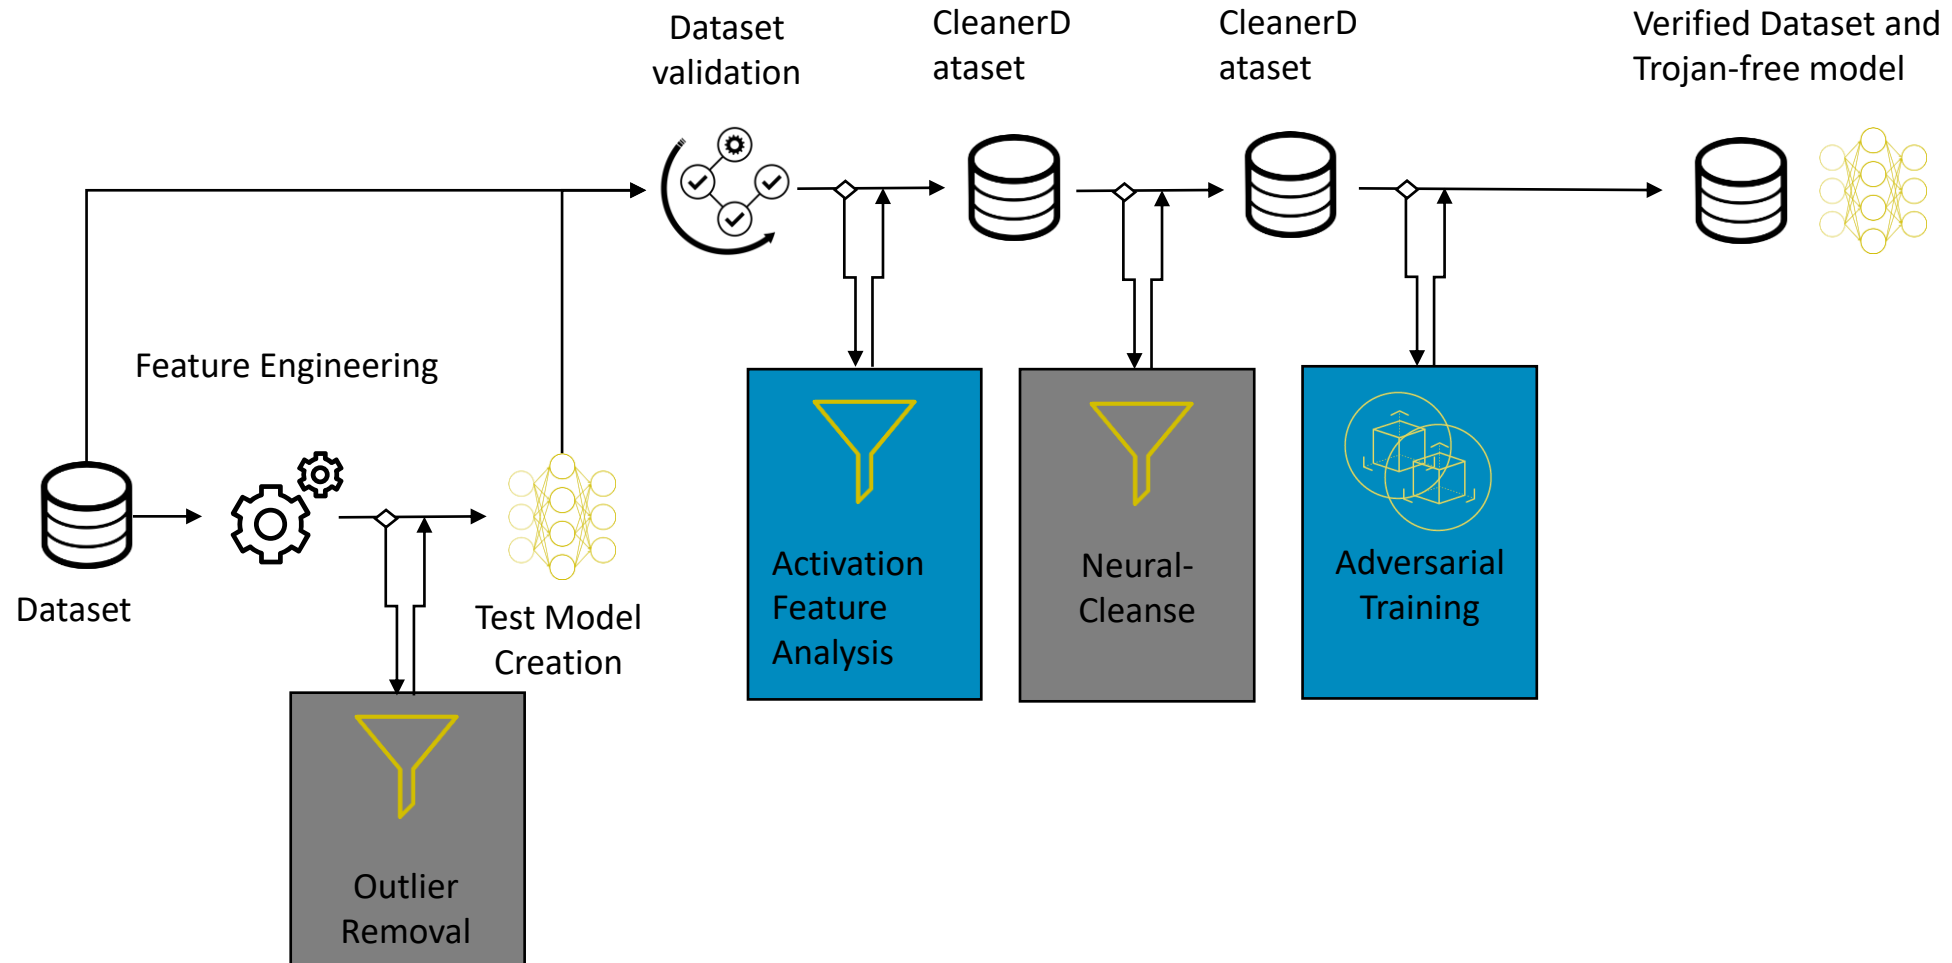 Dataset
validation
CleanerD
ataset
CleanerD
ataset
Verified Dataset and
Trojan-free model
Feature Engineering
Dataset
Test Model
Creation
Activation
Feature
Analysis
Neural-
Cleanse
Adversarial
Training
Outlier
Removal